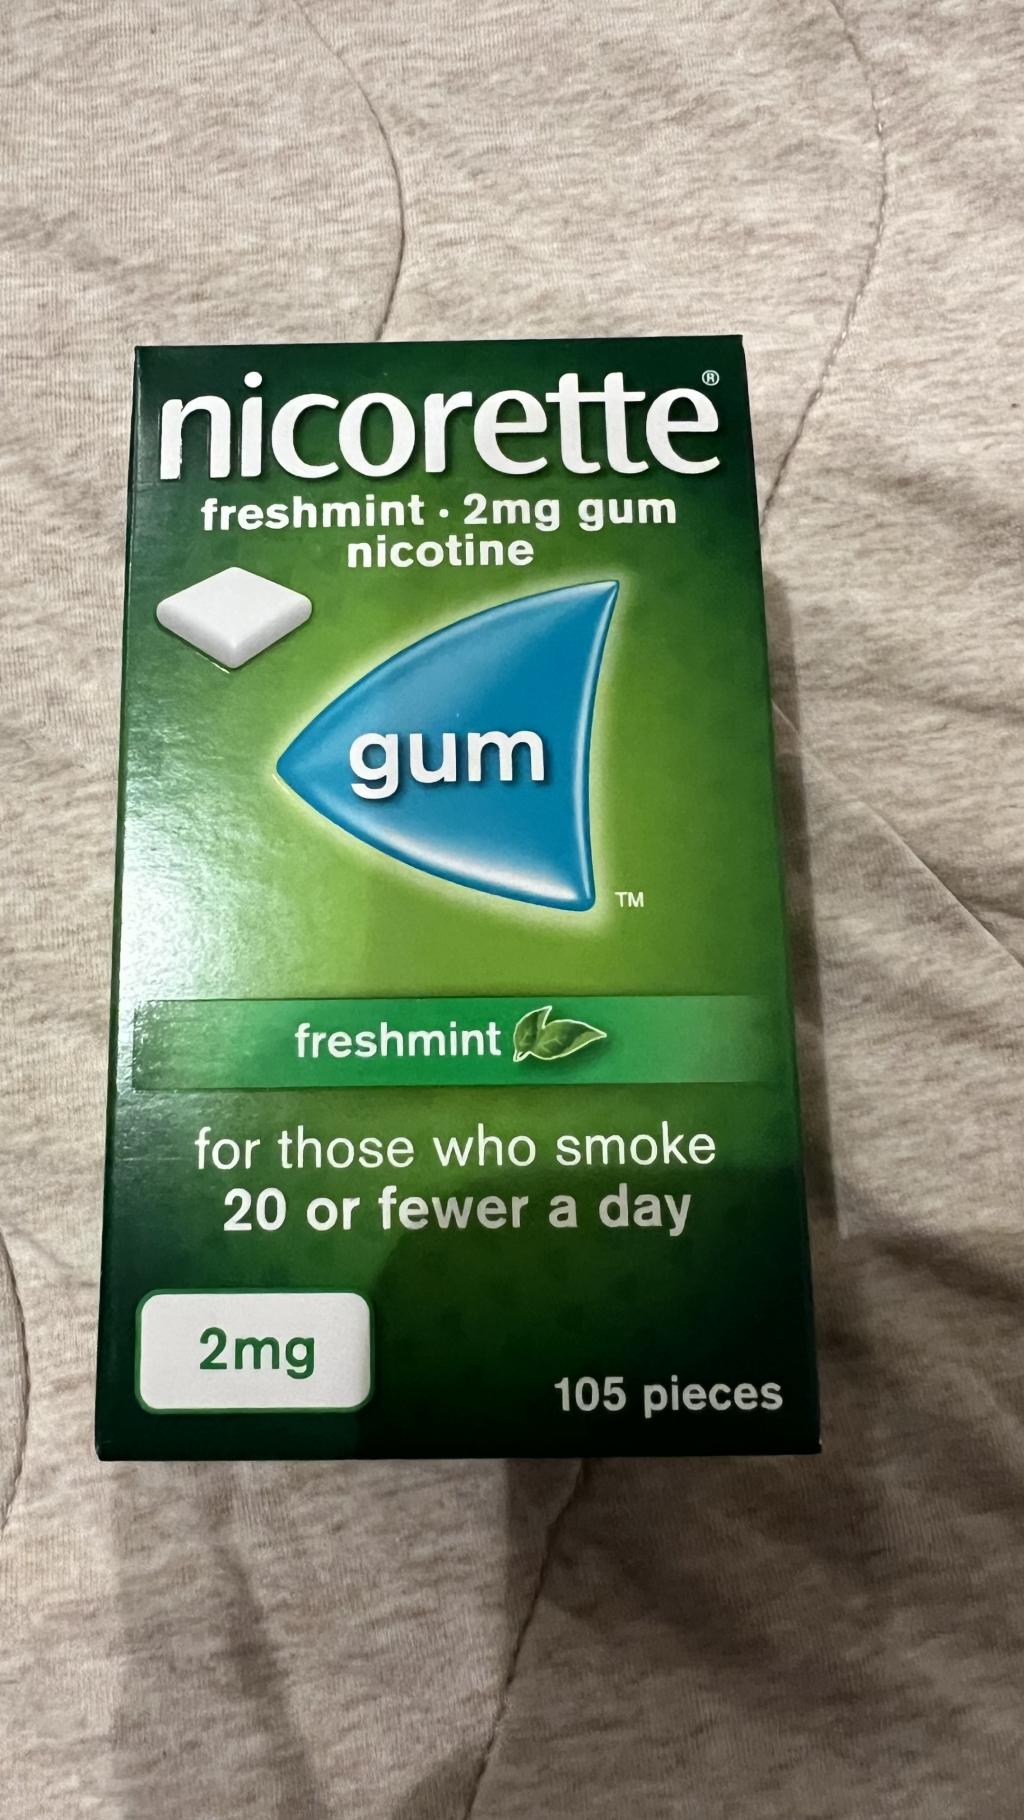 nicorette®
freshmint · 2mg gum
nicotine
gum
™
freshmint
for those who smoke
20 or fewer a day
2mg
105 pieces